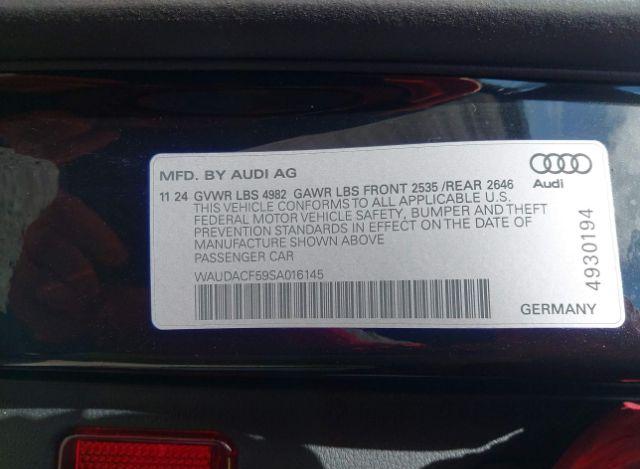 MFD. BY AUDI AG
11 24 GVWR LBS 4982 GAWR LBS FRONT 2535 /REAR 2646
THIS VEHICLE CONFORMS TO ALL APPLICABLE U.S.
FEDERAL MOTOR VEHICLE SAFETY, BUMPER AND THEFT
PREVENTION STANDARDS IN EFFECT ON THE DATE OF
MANUFACTURE SHOWN ABOVE
PASSENGER CAR
WAUDACF59SA016145
Audi
4930194
GERMANY